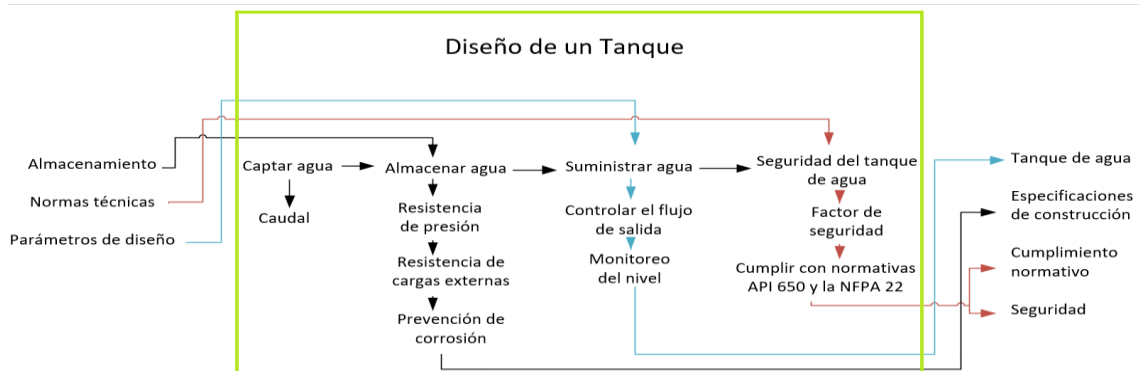 Diseño de un Tanque
Almacenamiento
Normas técnicas
Parámetros de diseño
Captar agua
Caudal
Almacenar agua
Resistencia
de presión
Resistencia de
cargas externas
Prevención de
corrosión
Suministrar agua
Controlar el flujo
de salida
Monitoreo
del nivel
Seguridad del tanque
de agua
Factor de
seguridad
Cumplir con normativas
API 650 y la NFPA 22
Tanque de agua
Especificaciones
de construcción
Cumplimiento
normativo
Seguridad